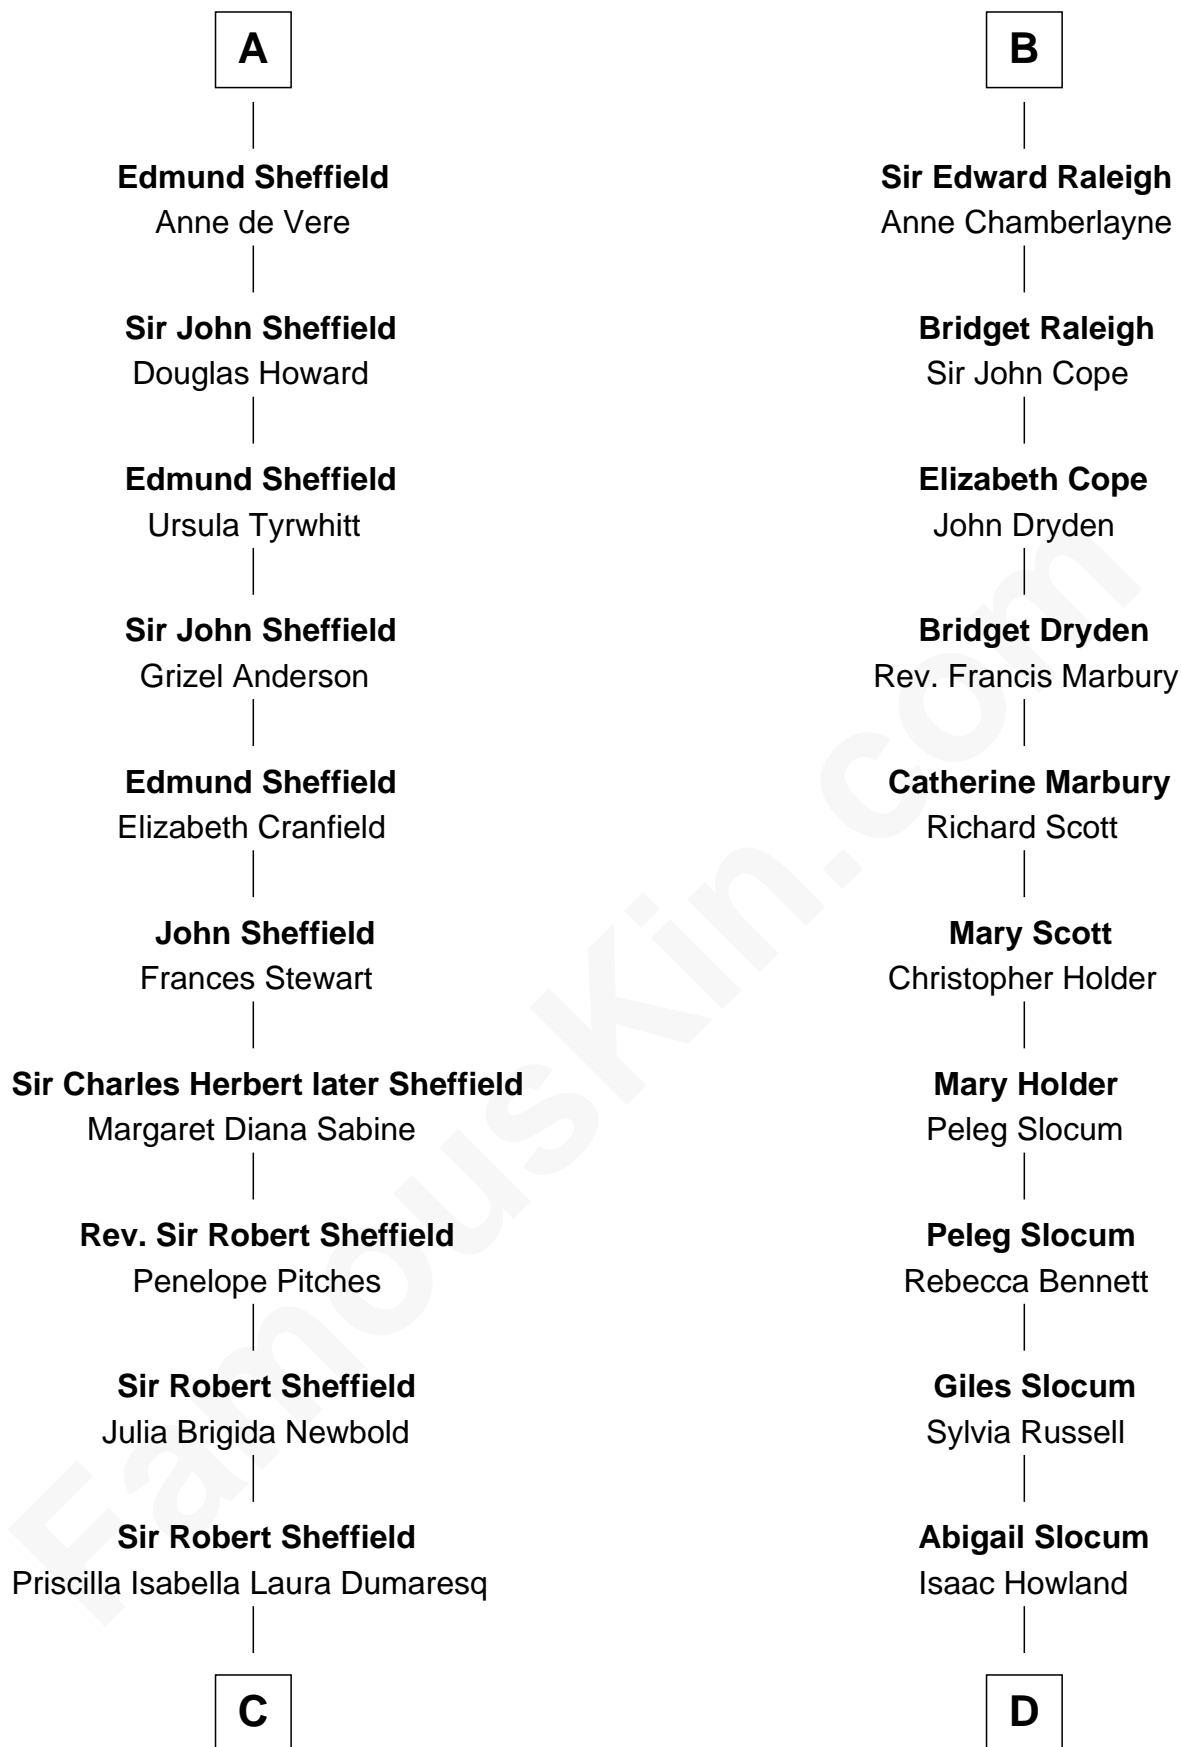 A
Edmund Sheffield
Anne de Vere
Sir John Sheffield
Douglas Howard
Edmund Sheffield
Ursula Tyrwhitt
Sir John Sheffield
Grizel Anderson
Edmund Sheffield
Elizabeth Cranfield
John Sheffield
Frances Stewart
Sir Charles Herbert later Sheffield
Margaret Diana Sabine
Rev. Sir Robert Sheffield
Penelope Pitches
Sir Robert Sheffield
Julia Brigida Newbold
Sir Robert Sheffield
Priscilla Isabella Laura Dumaresq
C
B
Sir Edward Raleigh
Anne Chamberlayne
Bridget Raleigh
Sir John Cope
Elizabeth Cope
John Dryden
Bridget Dryden
Rev. Francis Marbury
Catherine Marbury
Richard Scott
Mary Scott
Christopher Holder
Mary Holder
Peleg Slocum
Peleg Slocum
Rebecca Bennett
Giles Slocum
Sylvia Russell
Abigail Slocum
Isaac Howland
D
FamousKin.com